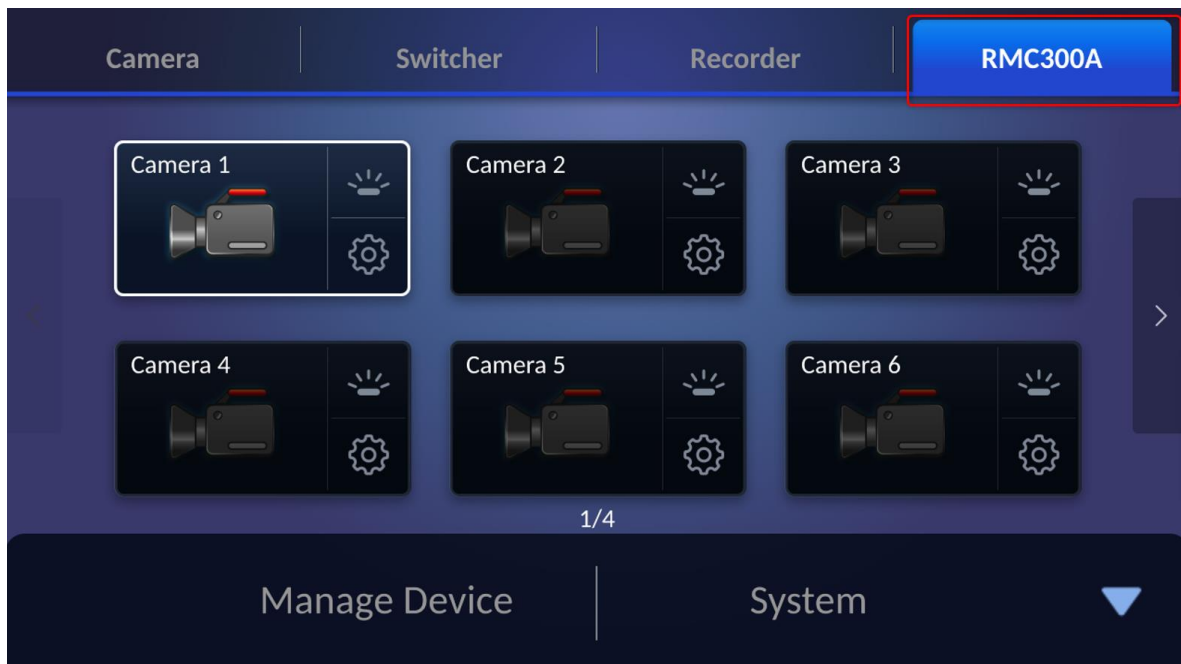 Camera Switcher Recorder RMC300A
Camera 1 Camera 2 Camera 3
Camera 4 Camera 5 Camera 6
1/4
Manage Device System